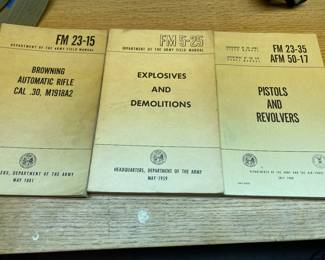 FM 23-15
DEPARTMENT OF THE ARMY FIELD MANUAL
BROWNING
AUTOMATIC RIFLE
CAL .30, M1918A2
HEADQUARTERS, DEPARTMENT OF THE ARMY
MAY 1961
FM 5-25
DEPARTMENT OF THE ARMY FIELD MANUAL
EXPLOSIVES
AND
DEMOLITIONS
HEADQUARTERS, DEPARTMENT OF THE ARMY
MAY 1959
FM 23-35
AFM 50-17
PISTOLS
AND
REVOLVERS
DEPARTMENTS OF THE ARMY AND THE AIR FORCE
JULY 1960